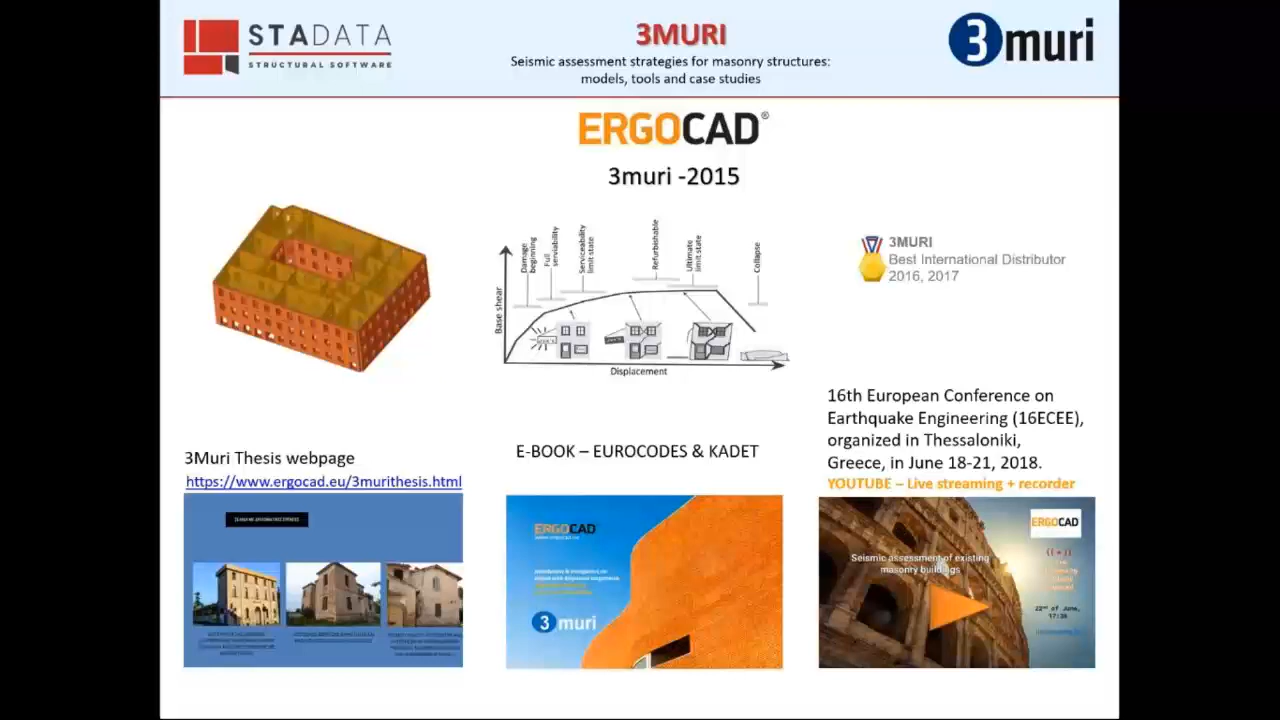 STADATA
STRUCTURAL SOFTWARE
3MURI
Seismic assessment strategies for masonry structures:
models, tools and case studies
3muri
ERGOCAD®
3muri -2015
Damage
beginning
Full
serviability
Serviceability
limit state
Refurbishable
Ultimate
limit state
Collapse
Base shear
Displacement
3MURI
Best International Distributor
2016, 2017
3Muri Thesis webpage
https://www.ergocad.eu/3murithesis.html
E-BOOK – EUROCODES & KADET
16th European Conference on
Earthquake Engineering (16ECEE),
organized in Thessaloniki,
Greece, in June 18-21, 2018.
YOUTUBE – Live streaming + recorder
ERGOCAD
3muri
ERGOCAD
Seismic assessment of existing
masonry buildings
22nd of June,
17:30